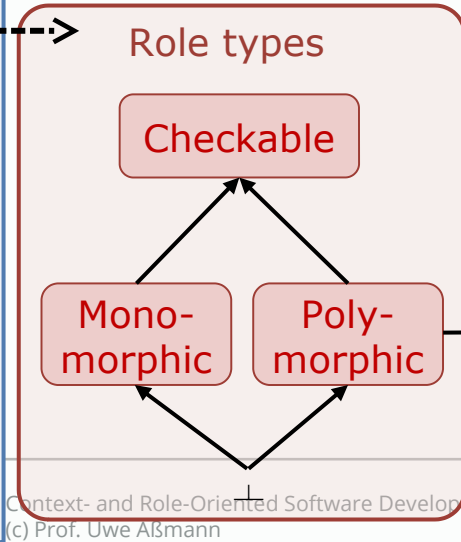 Role types
Checkable
Mono-
morphic
Poly-
morphic
⊥
Context- and Role-Oriented Software Develop
(c) Prof. Uwe Aßmann